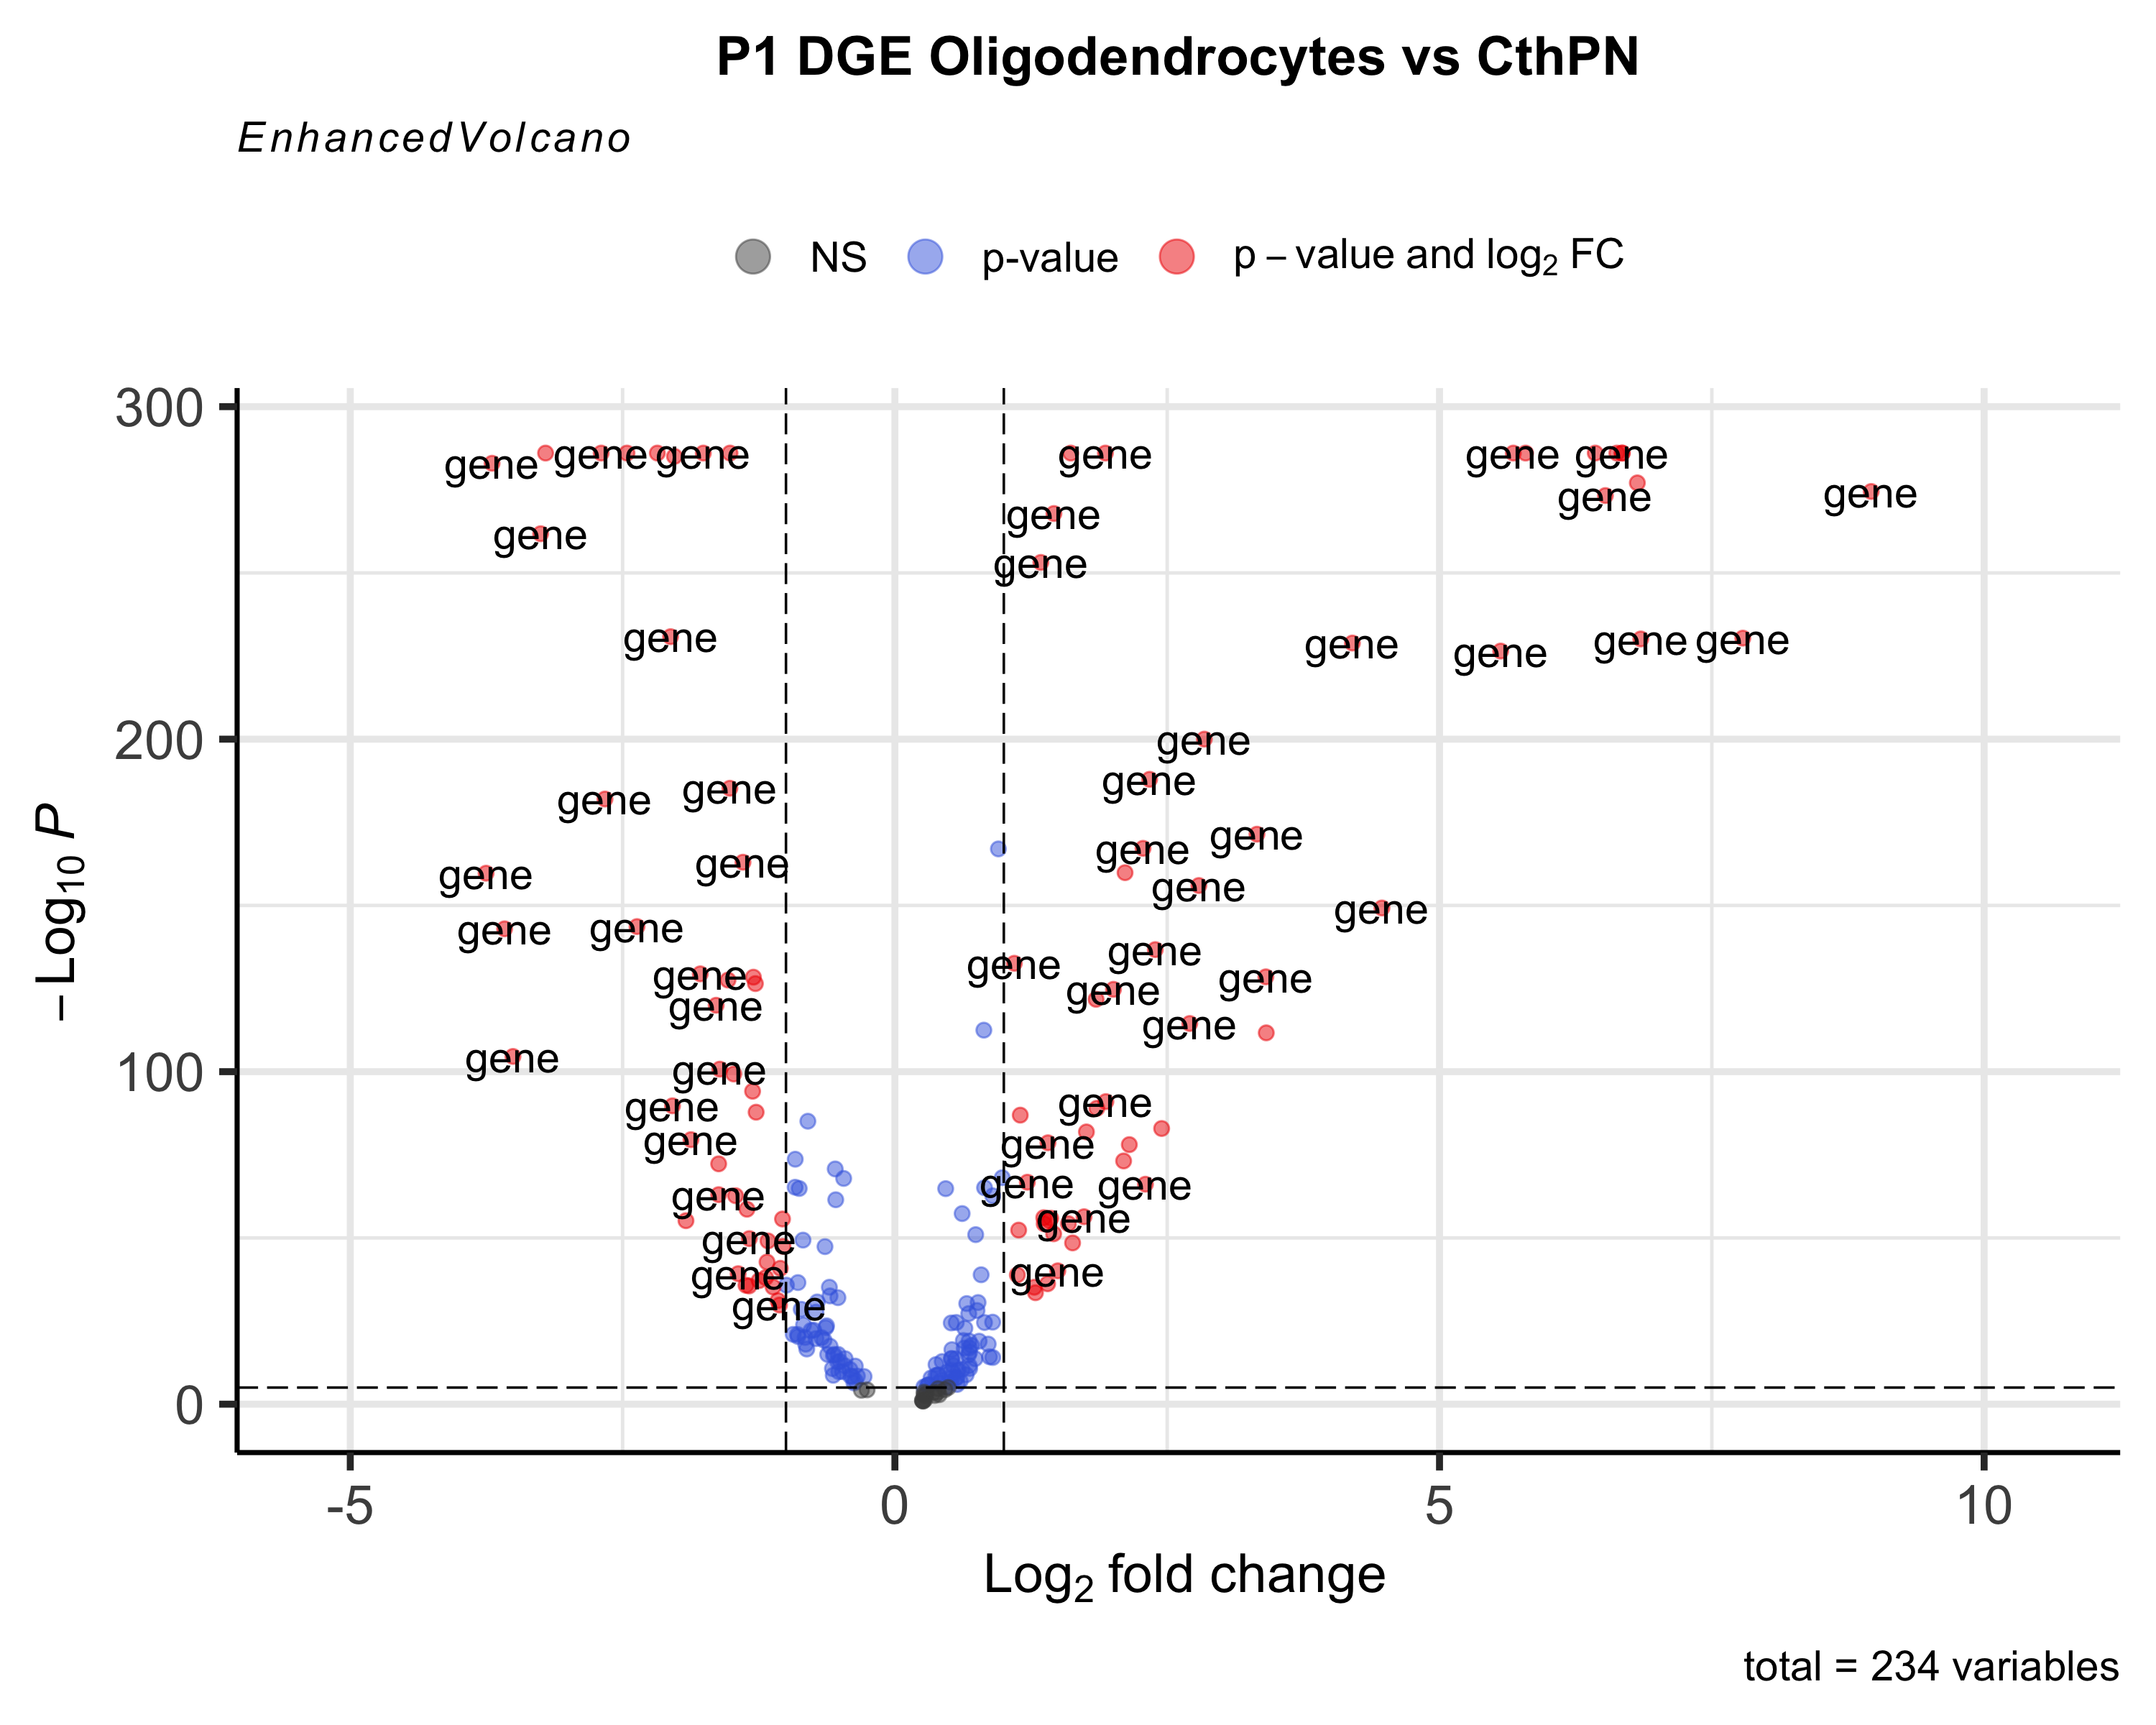 P1 DGE Oligodendrocytes vs CthPN
EnhancedVolcano
NS p-value p – value and log₂ FC
300
gene gene gene gene gene gene
gene gene
gene
gene
gene
gene gene gene gene gene
200
gene
gene
gene gene
gene
gene
gene
gene
gene
gene
gene gene
gene
gene
gene gene
gene
gene
gene
gene
100
gene
gene
gene
gene
gene
gene gene
gene
gene
gene
gene
gene
gene
0
−Log₁₀ P
-5 0 5 10
Log₂ fold change
total = 234 variables